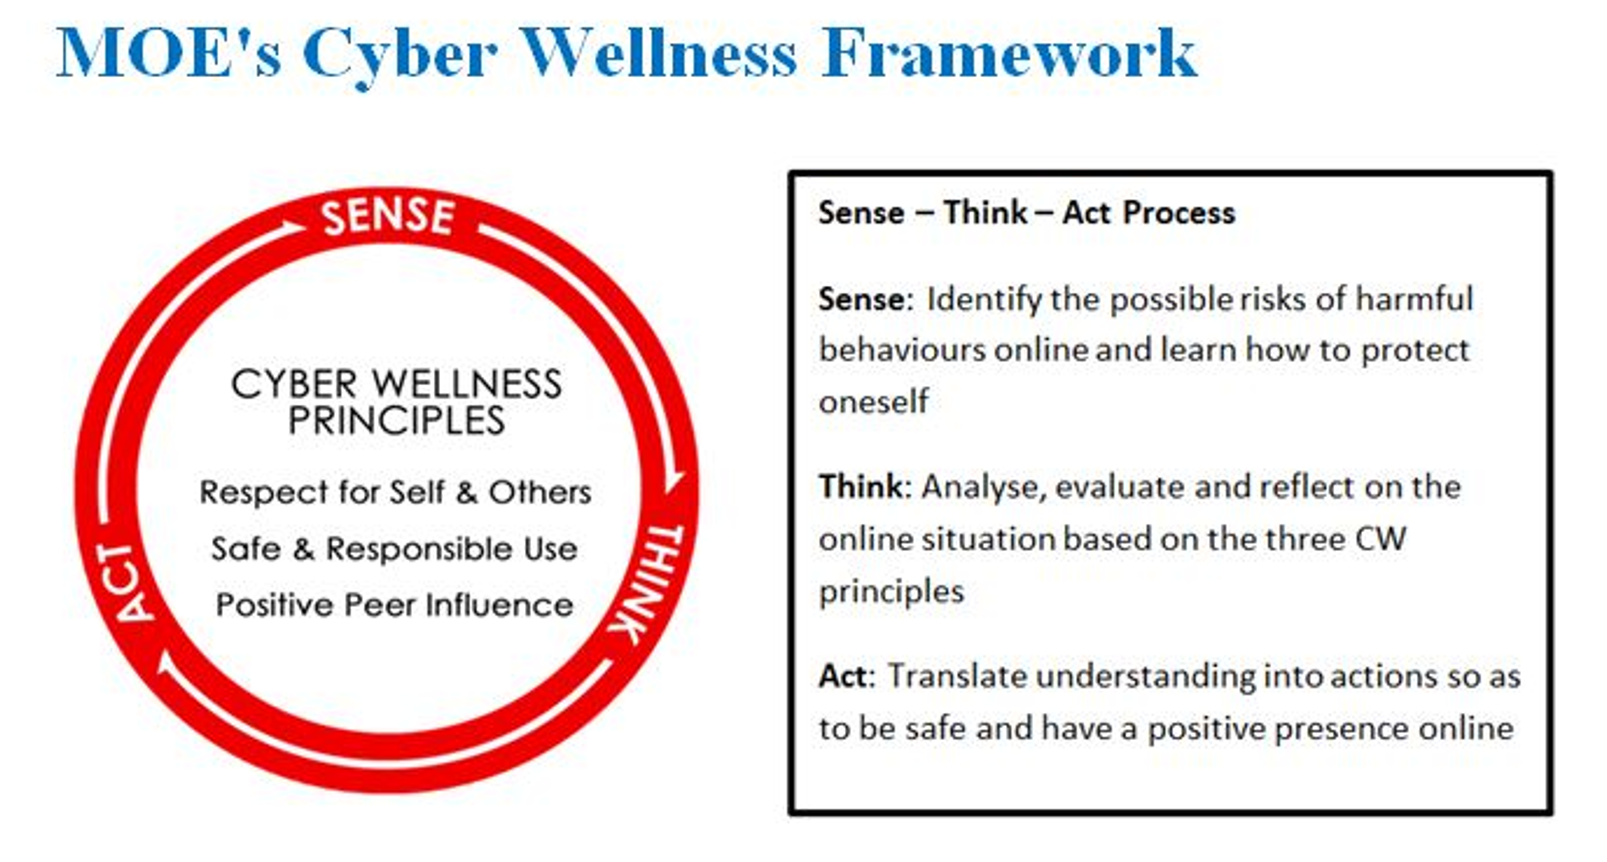 MOE's Cyber Wellness Framework
SENSE
THINK
ACT
CYBER WELLNESS
PRINCIPLES
Respect for Self & Others
Safe & Responsible Use
Positive Peer Influence
Sense – Think – Act Process
Sense: Identify the possible risks of harmful
behaviours online and learn how to protect
oneself
Think: Analyse, evaluate and reflect on the
online situation based on the three CW
principles
Act: Translate understanding into actions so as
to be safe and have a positive presence online